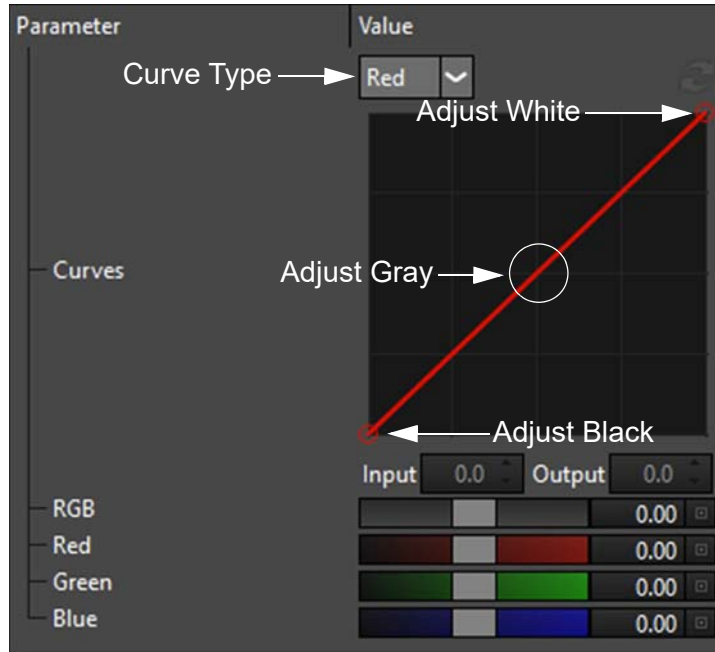 Parameter Value
Curve Type Red
Adjust White
Curves Adjust Gray
Adjust Black
Input 0.0 Output 0.0
RGB 0.00
Red 0.00
Green 0.00
Blue 0.00